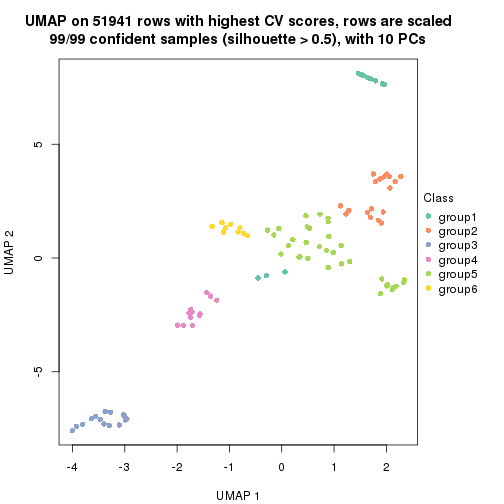 UMAP on 51941 rows with highest CV scores, rows are scaled
99/99 confident samples (silhouette > 0.5), with 10 PCs
5
0
-5
UMAP 2
-4 -3 -2 -1 0 1 2
UMAP 1
Class
group1
group2
group3
group4
group5
group6